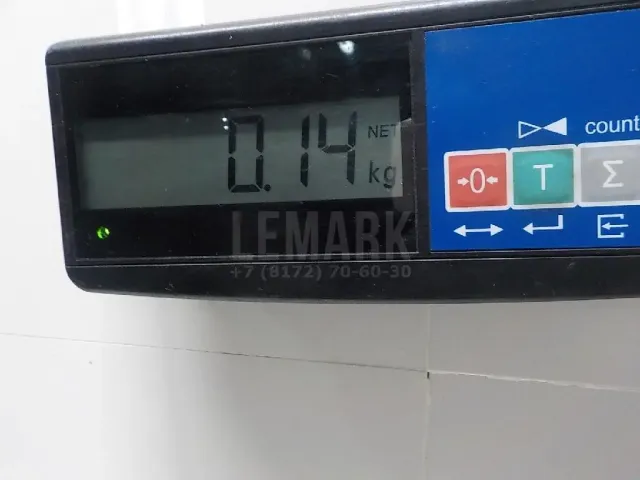 0.14 NET kg
count
→0← T Σ
LEMARK
+7 (8172) 70-60-30